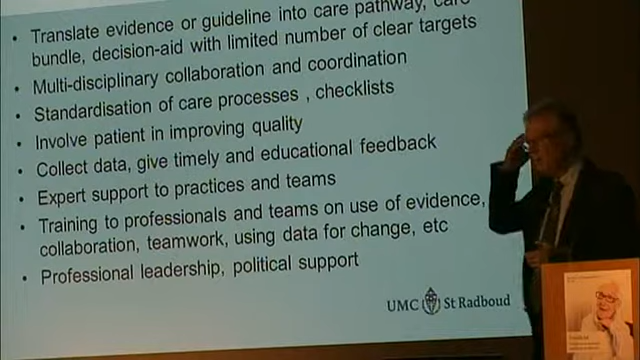 • Translate evidence or guideline into care pathway, care
bundle, decision-aid with limited number of clear targets
• Multi-disciplinary collaboration and coordination
• Standardisation of care processes , checklists
• Involve patient in improving quality
• Collect data, give timely and educational feedback
• Expert support to practices and teams
• Training to professionals and teams on use of evidence,
collaboration, teamwork, using data for change, etc
• Professional leadership, political support
UMC St Radboud